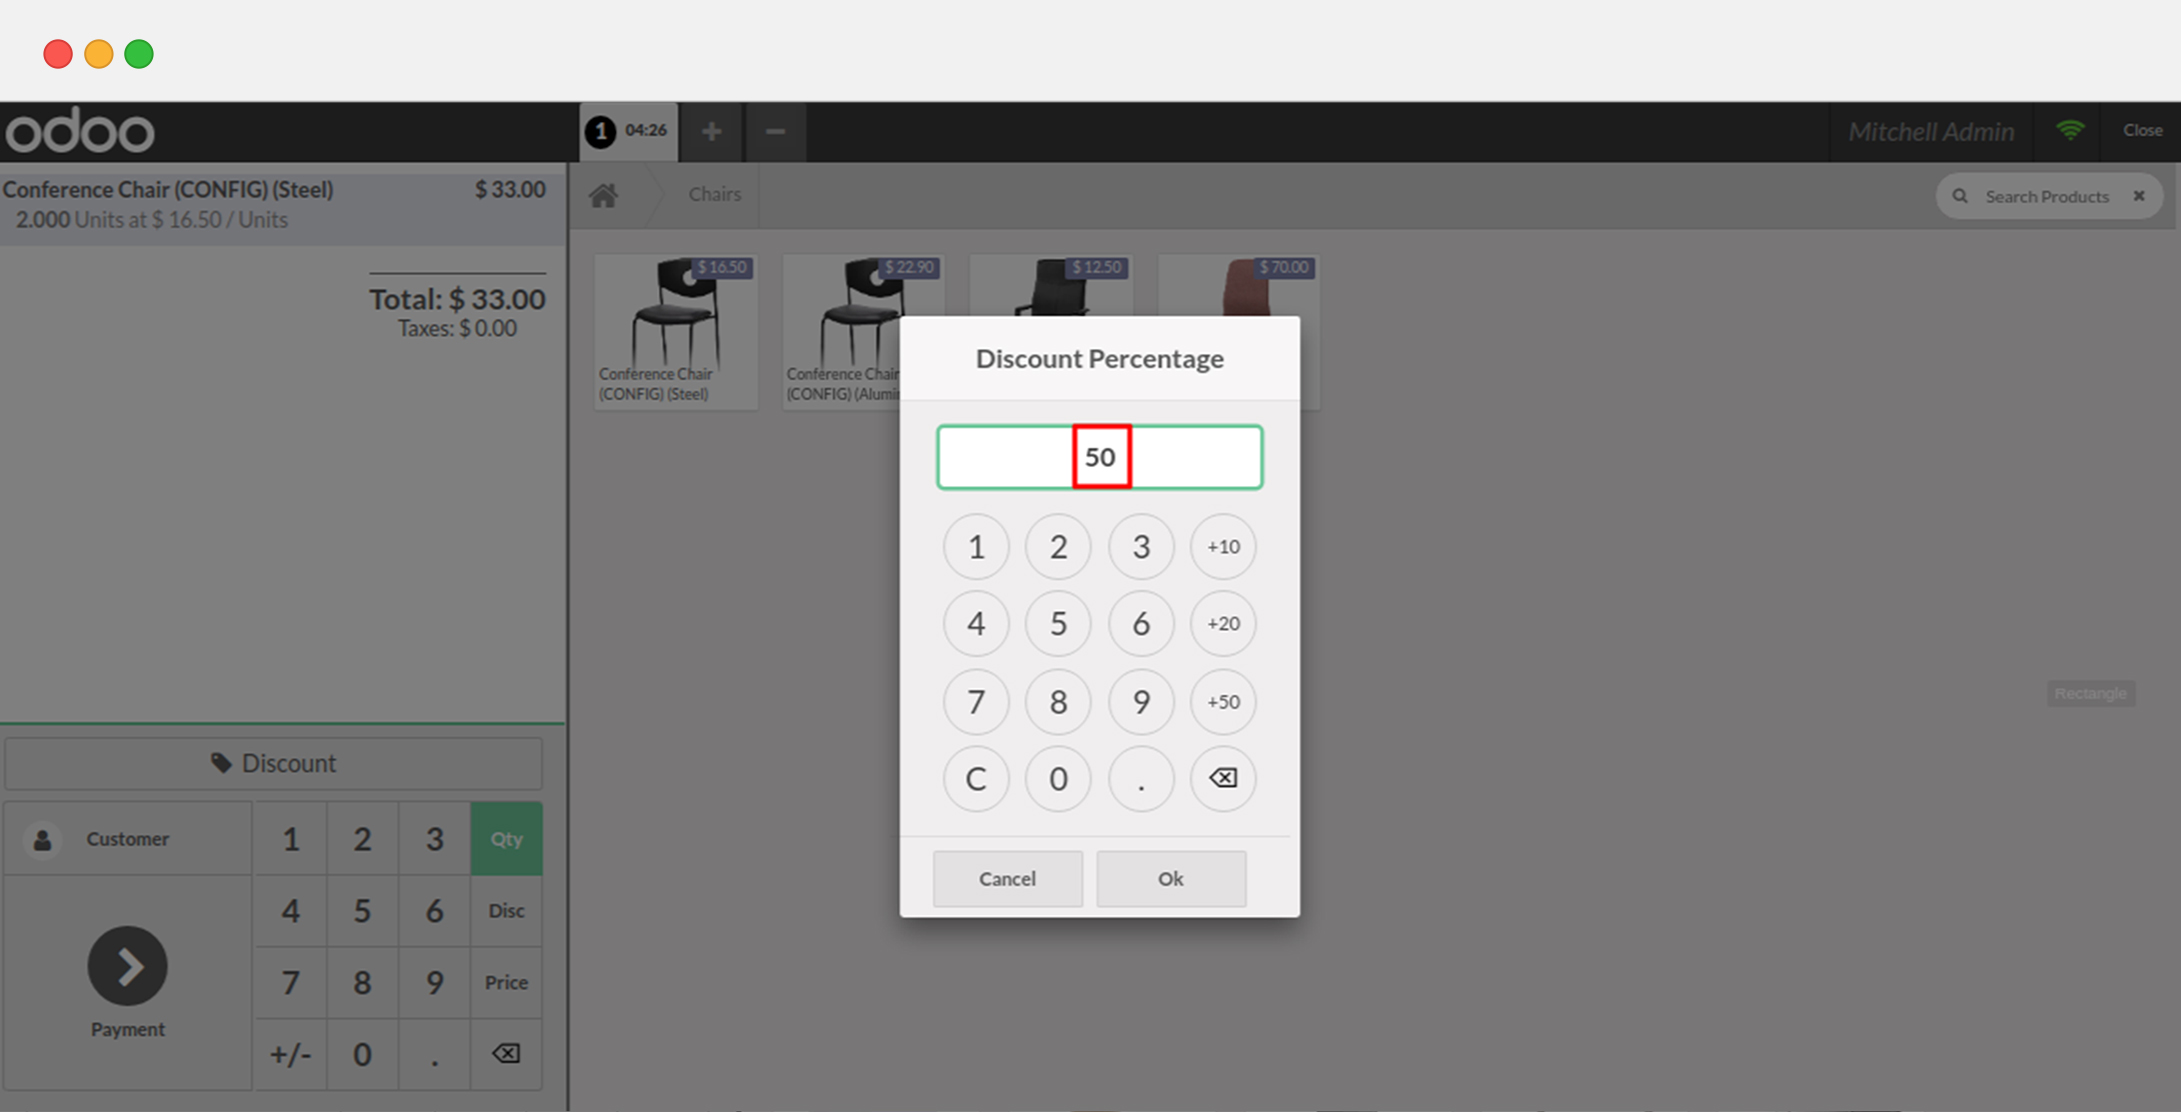 odoo
1 04:26 + −
Mitchell Admin
Close
Conference Chair (CONFIG) (Steel) $ 33.00
2.000 Units at $ 16.50 / Units
Total: $ 33.00
Taxes: $ 0.00
Chairs
Search Products
$ 16.50
$ 22.90
$ 12.50
$ 70.00
Conference Chair
(CONFIG) (Steel)
Conference Chair
(CONFIG) (Alumi
Discount Percentage
50
1 2 3 +10
4 5 6 +20
7 8 9 +50
C 0 .
Cancel Ok
Rectangle
Discount
Customer
Payment
1 2 3 Qty
4 5 6 Disc
7 8 9 Price
+/- 0 .